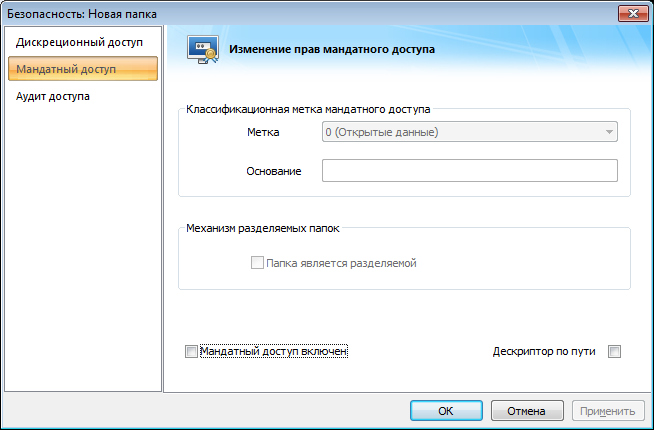 Безопасность: Новая папка
Дискреционный доступ
Мандатный доступ
Аудит доступа
Изменение прав мандатного доступа
Классификационная метка мандатного доступа
Метка
0 (Открытые данные)
Основание
Механизм разделяемых папок
Папка является разделяемой
Мандатный доступ включен
Дескриптор по пути
ОК
Отмена
Применить